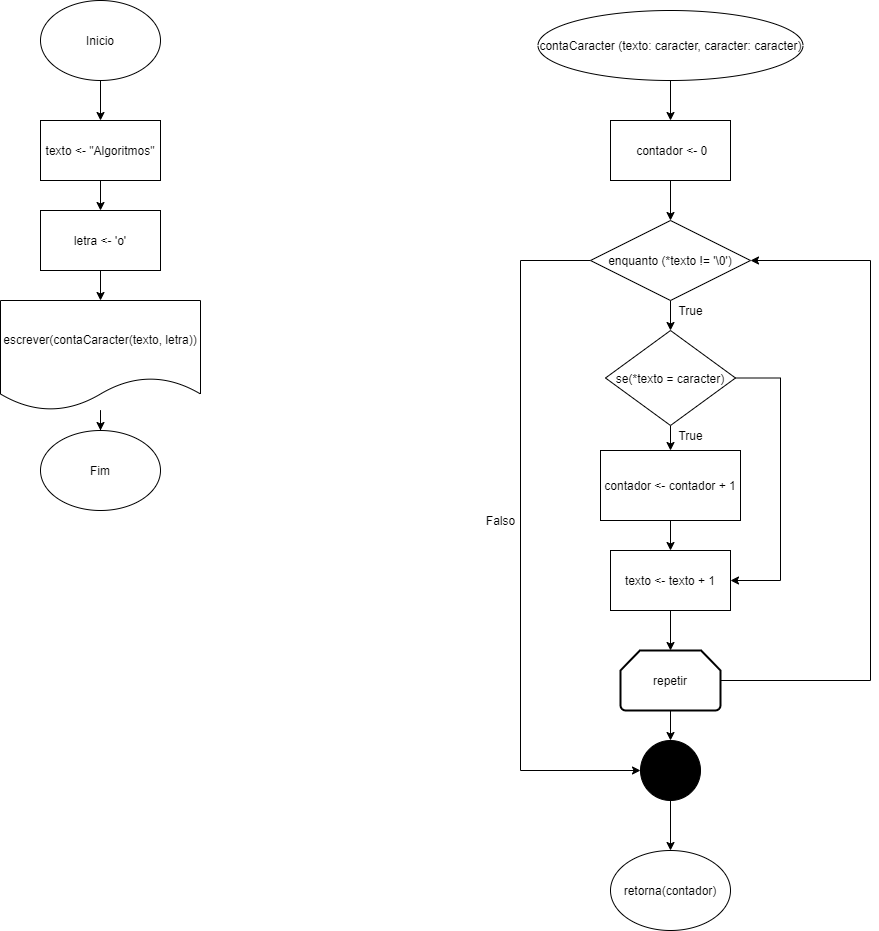 Inicio
texto <- "Algoritmos"
letra <- 'o'
escrever(contaCaracter(texto, letra))
Fim
contaCaracter (texto: caracter, caracter: caracter)
contador <- 0
enquanto (*texto != '\0')
True
se(*texto = caracter)
True
contador <- contador + 1
Falso
texto <- texto + 1
repetir
retorna(contador)